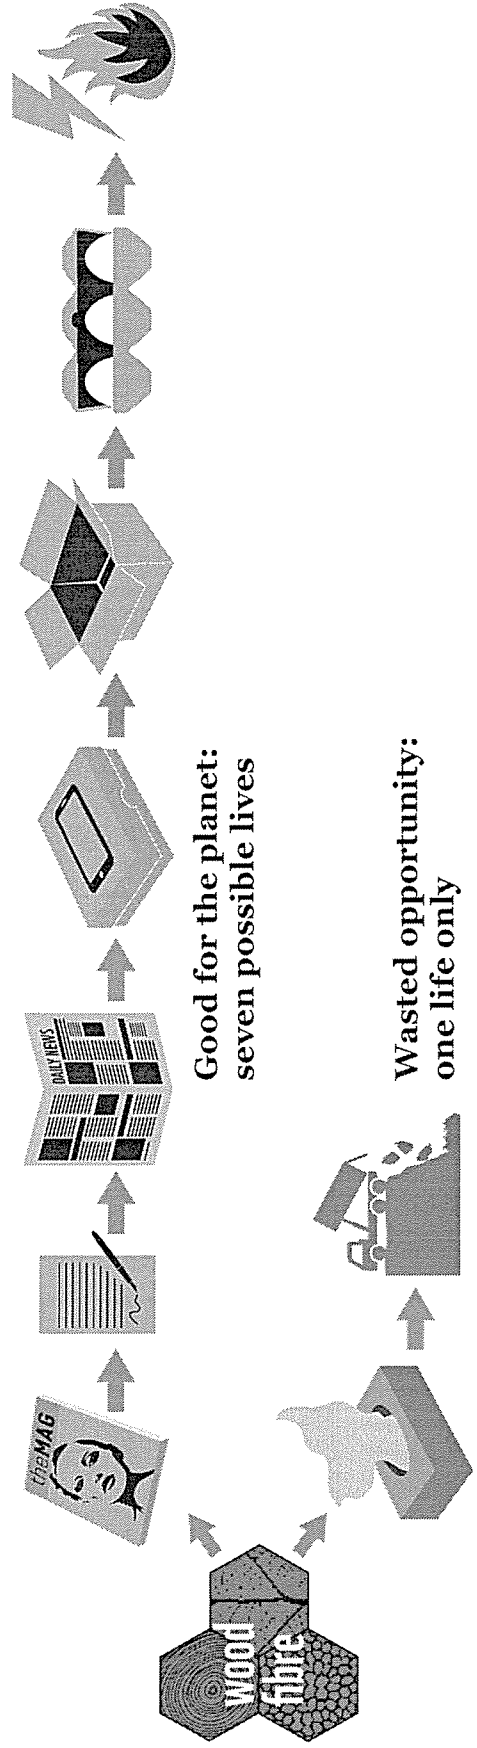 wood
fibre
theMAG
DAILY NEWS
Good for the planet:
seven possible lives
Wasted opportunity:
one life only